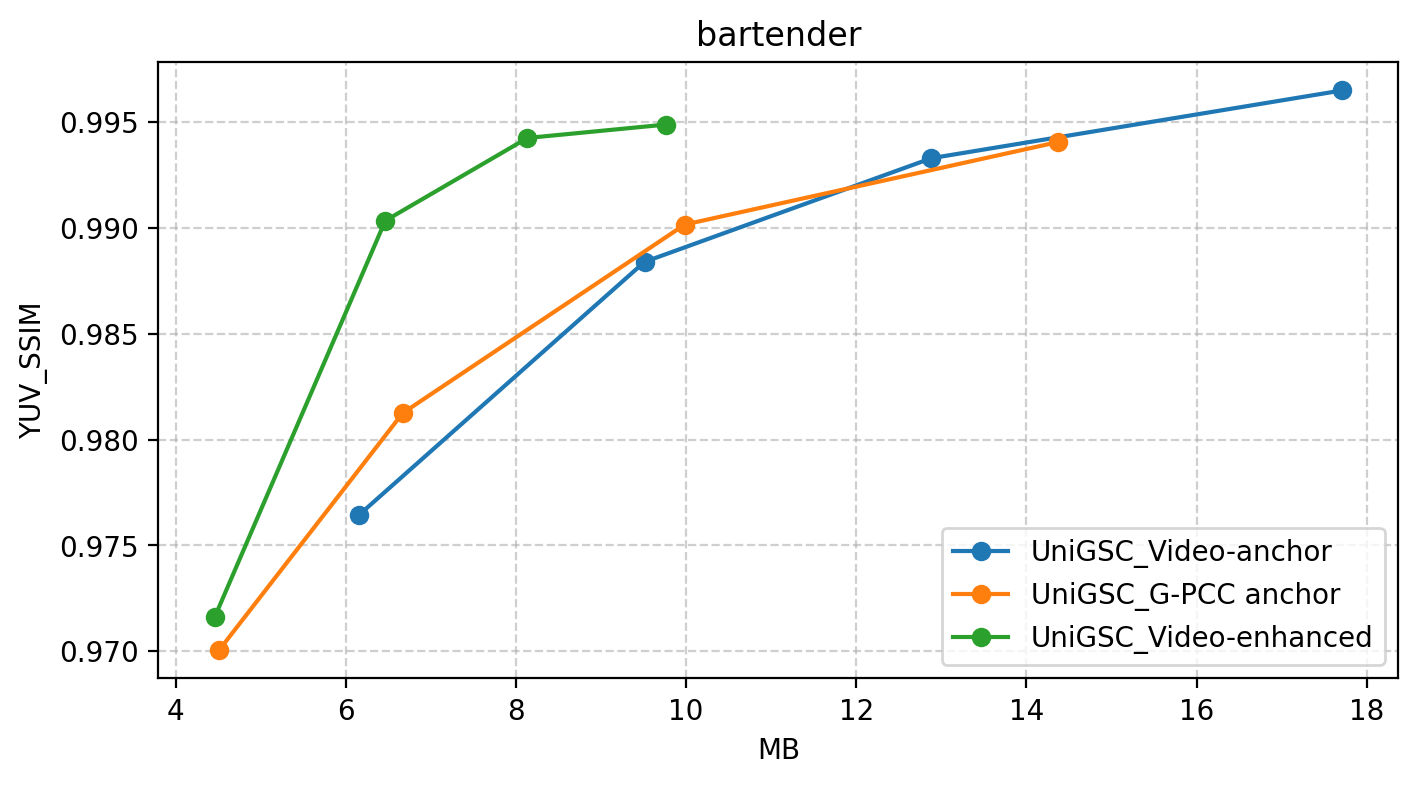 bartender
0.995
0.990
0.985
0.980
0.975
0.970
YUV_SSIM
4 6 8 10 12 14 16 18
MB
UniGSC_Video-anchor
UniGSC_G-PCC anchor
UniGSC_Video-enhanced